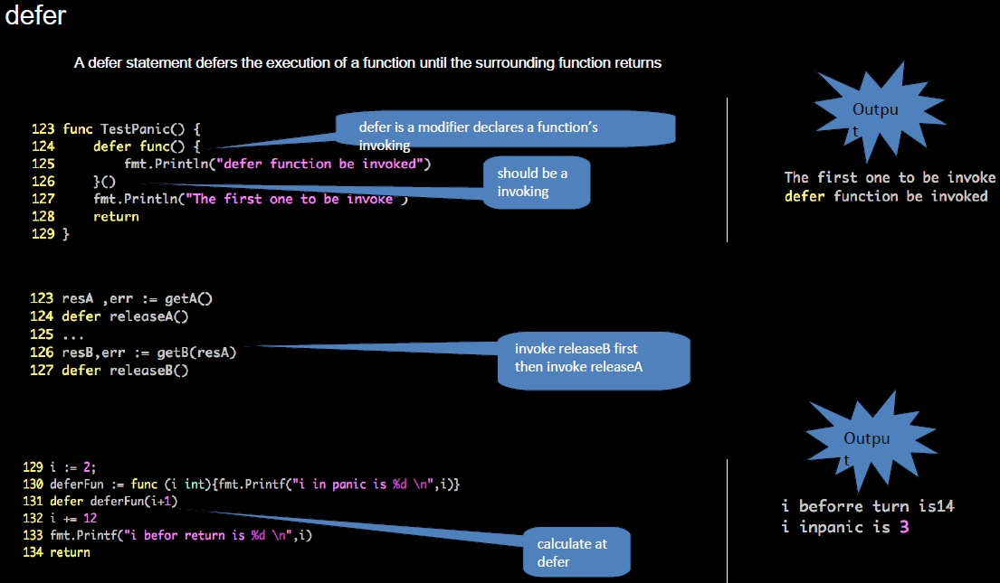 defer
A defer statement defers the execution of a function until the surrounding function returns
123 func TestPanic() {
124 defer func() {
125 fmt.Println("defer function be invoked")
126 }()
127 fmt.Println("The first one to be invoke")
128 return
129 }
defer is a modifier declares a function's
invoking
should be a
invoking
Outpu
t
The first one to be invoke
defer function be invoked
123 resA ,err := getA()
124 defer releaseA()
125 ...
126 resB,err := getB(resA)
127 defer releaseB()
invoke releaseB first
then invoke releaseA
129 i := 2;
130 deferFun := func (i int){fmt.Printf("i in panic is %d \n",i)}
131 defer deferFun(i+1)
132 i += 12
133 fmt.Printf("i befor return is %d \n",i)
134 return
calculate at
defer
Outpu
t
i beforre turn is14
i inpanic is 3